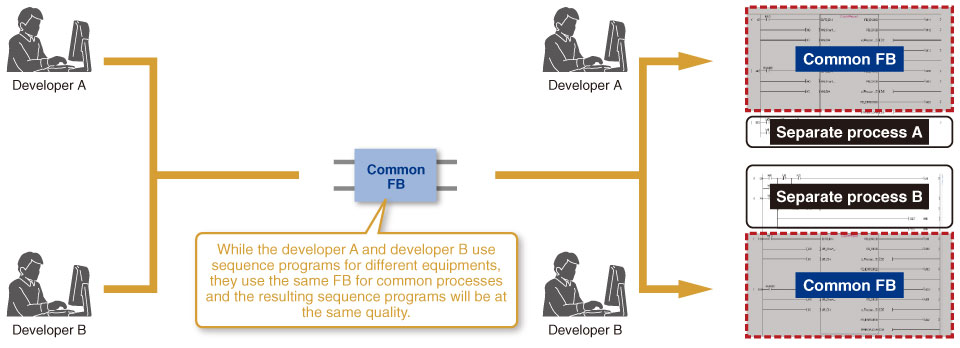 Developer A
Developer A
Common FB
Separate process A
Common
FB
Separate process B
While the developer A and developer B use
sequence programs for different equipments,
they use the same FB for common processes
and the resulting sequence programs will be at
the same quality.
Common FB
Developer B
Developer B